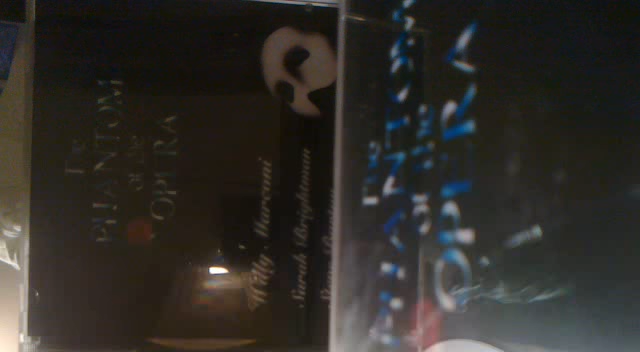 The
PHANTOM
of the
OPERA
Willy Marconi
Sarah Brightman
The
PHANTOM
of the
OPERA